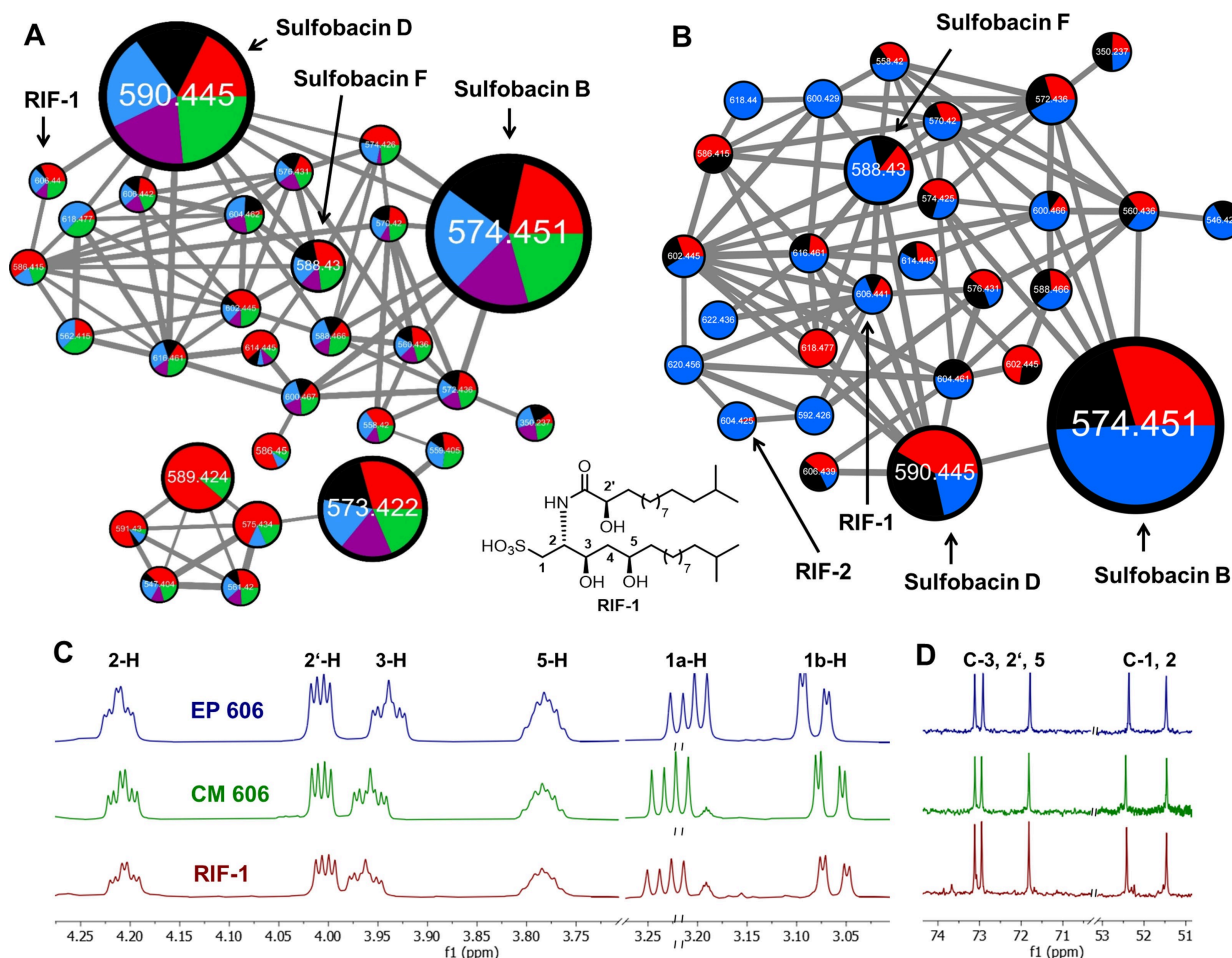 A
Sulfobacin D
Sulfobacin F
Sulfobacin B
RIF-1
590.445
574.451
574.426
576.431
606.44
606.442
618.477
604.462
570.42
586.415
588.43
602.445
562.415
616.461
614.445
588.466
560.436
600.467
572.436
350.237
586.45
558.42
559.405
589.424
573.422
575.434
591.43
547.404
561.42
O
2'
7
HN
OH
2
3
5
HO3S
1
4
7
OH
OH
RIF-1
B
Sulfobacin F
350.237
558.42
618.44
600.429
572.436
570.42
586.415
588.43
574.425
600.466
560.436
546.42
602.445
616.461
614.445
576.431
588.466
606.441
622.436
618.477
602.445
620.456
604.461
592.426
604.425
574.451
606.439
590.445
RIF-1
RIF-2
Sulfobacin D
Sulfobacin B
C
2-H
2'-H
3-H
5-H
1a-H
1b-H
EP 606
CM 606
RIF-1
4.25 4.20 4.15 4.10 4.05 4.00 3.95 3.90 3.85 3.80 3.75 3.25 3.20 3.15 3.10 3.05
f1 (ppm)
D
C-3, 2', 5
C-1, 2
74 73 72 71 53 52 51
f1 (ppm)